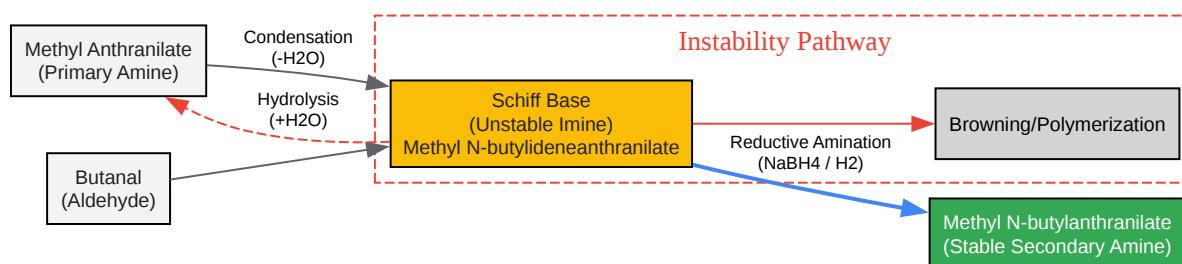 Methyl Anthranilate
(Primary Amine)
Condensation
(-H2O)
Instability Pathway
Hydrolysis
(+H2O)
Schiff Base
(Unstable Imine)
Methyl N-butylideneanthranilate
Browning/Polymerization
Reductive Amination
(NaBH4 / H2)
Butanal
(Aldehyde)
Methyl N-butylanthranilate
(Stable Secondary Amine)